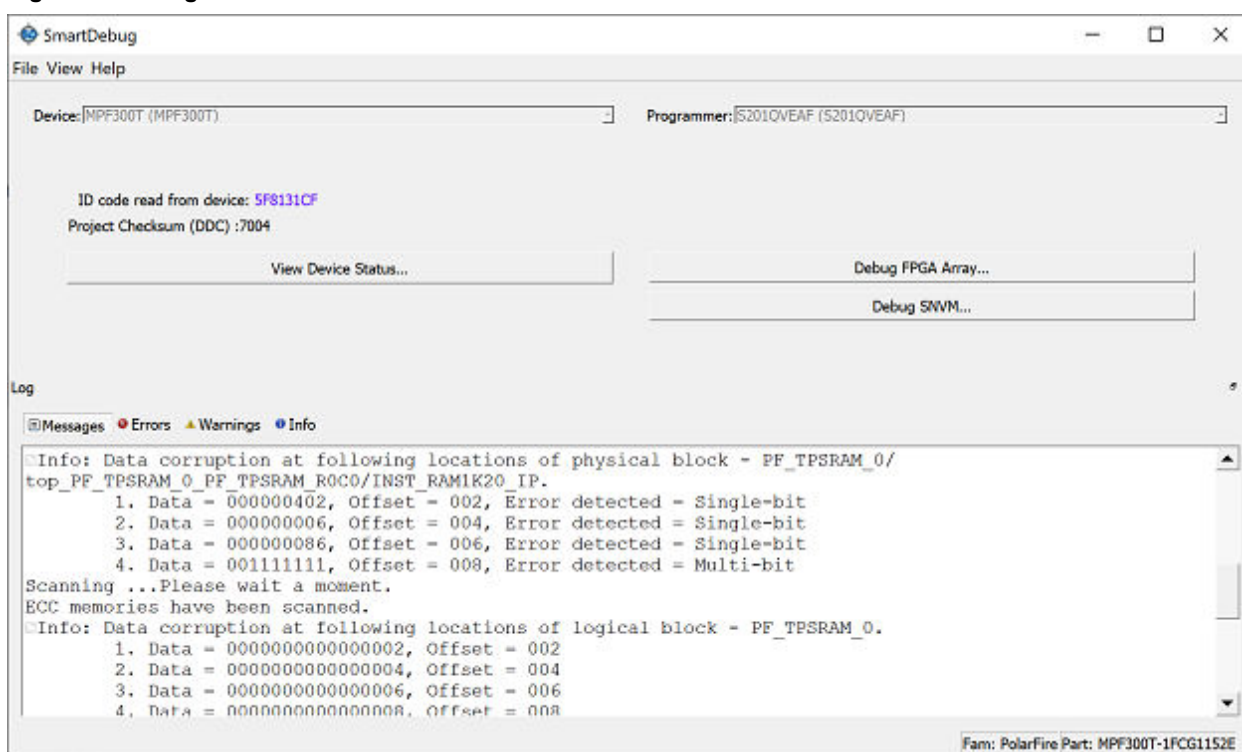 SmartDebug
File View Help
Device: MPF300T (MPF300T) Programmer: S201QVEAF (S201QVEAF)
ID code read from device: 5F8131CF
Project Checksum (DDC) :7004
View Device Status... Debug FPGA Array...
Debug SNVM...
Log
Messages Errors Warnings Info
Info: Data corruption at following locations of physical block - PF_TPSRAM_0/
top_PF_TPSRAM_0_PF_TPSRAM_R0C0/INST_RAM1K20_IP.
1. Data = 000000402, Offset = 002, Error detected = Single-bit
2. Data = 000000006, Offset = 004, Error detected = Single-bit
3. Data = 000000086, Offset = 006, Error detected = Single-bit
4. Data = 001111111, Offset = 008, Error detected = Multi-bit
Scanning ...Please wait a moment.
ECC memories have been scanned.
Info: Data corruption at following locations of logical block - PF_TPSRAM_0.
1. Data = 0000000000000002, Offset = 002
2. Data = 0000000000000004, Offset = 004
3. Data = 0000000000000006, Offset = 006
4. Data = 0000000000000008, Offset = 008
Fam: PolarFire Part: MPF300T-1FCG1152E